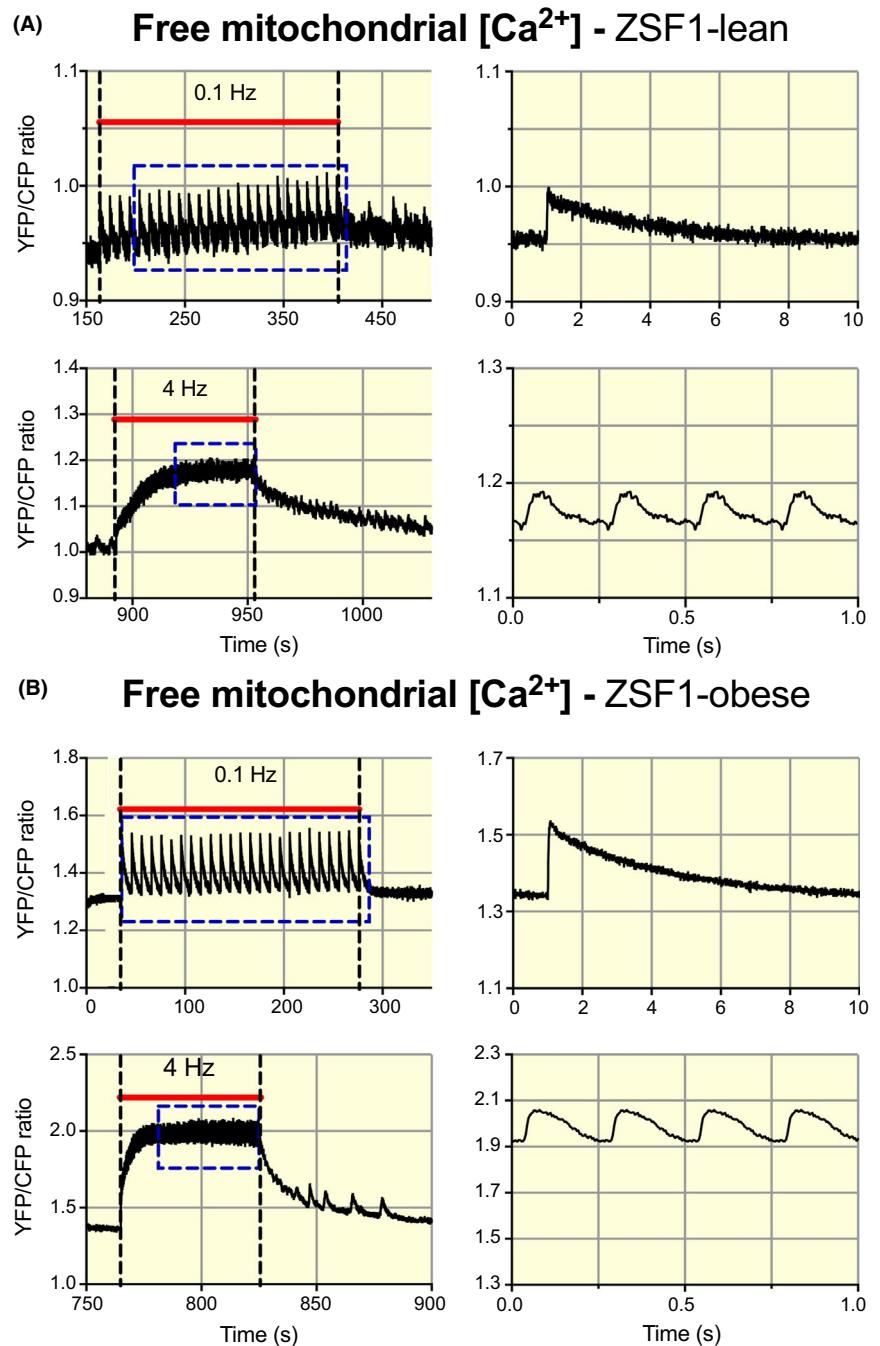 (A) Free mitochondrial [Ca2+] - ZSF1-lean
1.1
1.0
0.9
YFP/CFP ratio
0.1 Hz
150 250 350 450
1.1
1.0
0.9
0 2 4 6 8 10
1.4
1.3
1.2
1.1
1.0
0.9
YFP/CFP ratio
4 Hz
900 950 1000
Time (s)
1.3
1.2
1.1
0.0 0.5 1.0
Time (s)
(B) Free mitochondrial [Ca2+] - ZSF1-obese
1.8
1.6
1.4
1.2
1.0
YFP/CFP ratio
0.1 Hz
0 100 200 300
1.7
1.5
1.3
1.1
0 2 4 6 8 10
2.5
2.0
1.5
1.0
YFP/CFP ratio
4 Hz
750 800 850 900
Time (s)
2.3
2.1
1.9
1.7
1.5
1.3
0.0 0.5 1.0
Time (s)